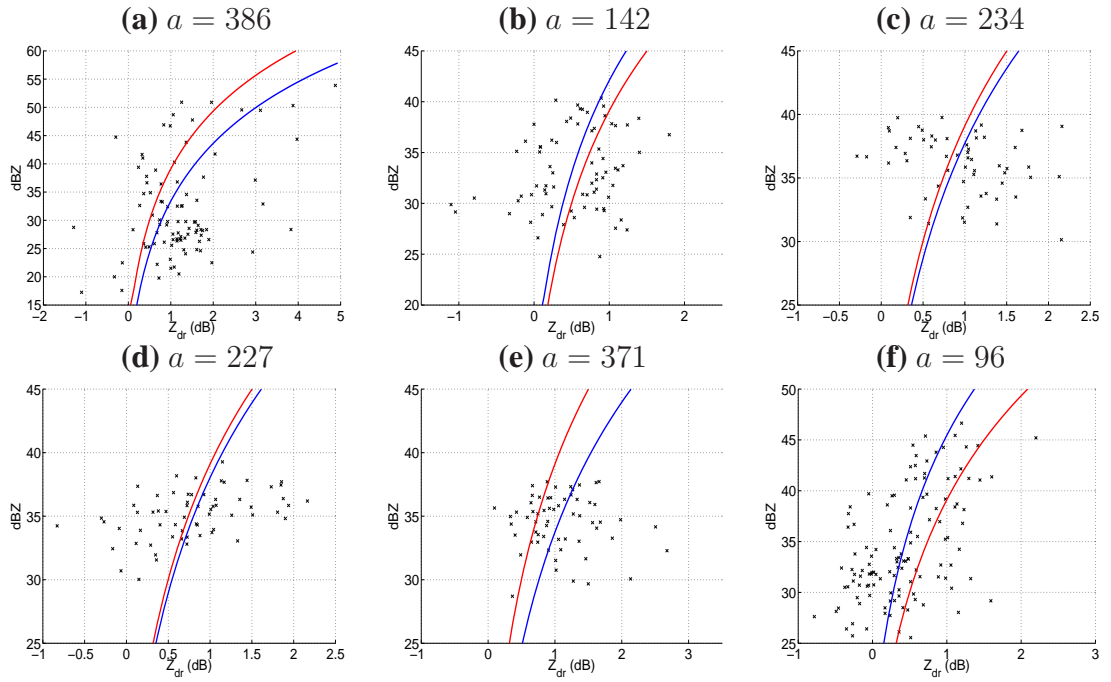 (a) a = 386
(b) a = 142
(c) a = 234
60
55
50
45
40
35
30
25
20
15
dBZ
−2 −1 0 1 2 3 4 5
Z_dr (dB)
45
40
35
30
25
20
dBZ
−1 0 1 2
Z_dr (dB)
45
40
35
30
25
dBZ
−1 −0.5 0 0.5 1 1.5 2 2.5 3
Z_dr (dB)
(d) a = 227
(e) a = 371
(f) a = 96
45
40
35
30
25
dBZ
−1 −0.5 0 0.5 1 1.5 2 2.5
Z_dr (dB)
45
40
35
30
25
dBZ
−1 0 1 2 3
Z_dr (dB)
50
45
40
35
30
25
dBZ
−1 0 1 2 3
Z_dr (dB)